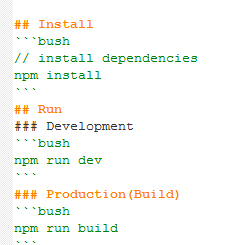 ## Install
```bush
// install dependencies
npm install
```
## Run
### Development
```bush
npm run dev
```
### Production(Build)
```bush
npm run build
```